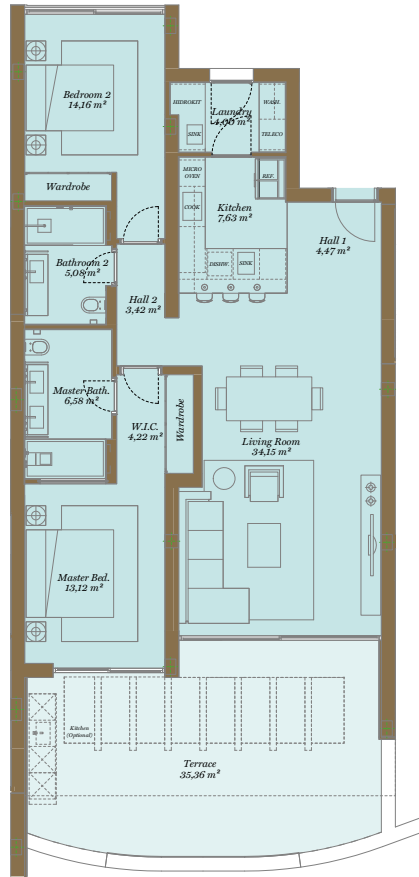 Bedroom 2
14,16 m²
Wardrobe
HIDROKIT
Laundry
WASH.
SINK
TELECO
MICRO
OVEN
REF.
COOK
Kitchen
7,63 m²
DISHW.
SINK
Hall 1
4,47 m²
Bathroom 2
5,08 m²
Hall 2
3,42 m²
Master Bath.
6,58 m²
W.I.C.
4,22 m²
Wardrobe
Living Room
34,15 m²
Master Bed.
13,12 m²
Kitchen
(Optional)
Terrace
35,36 m²